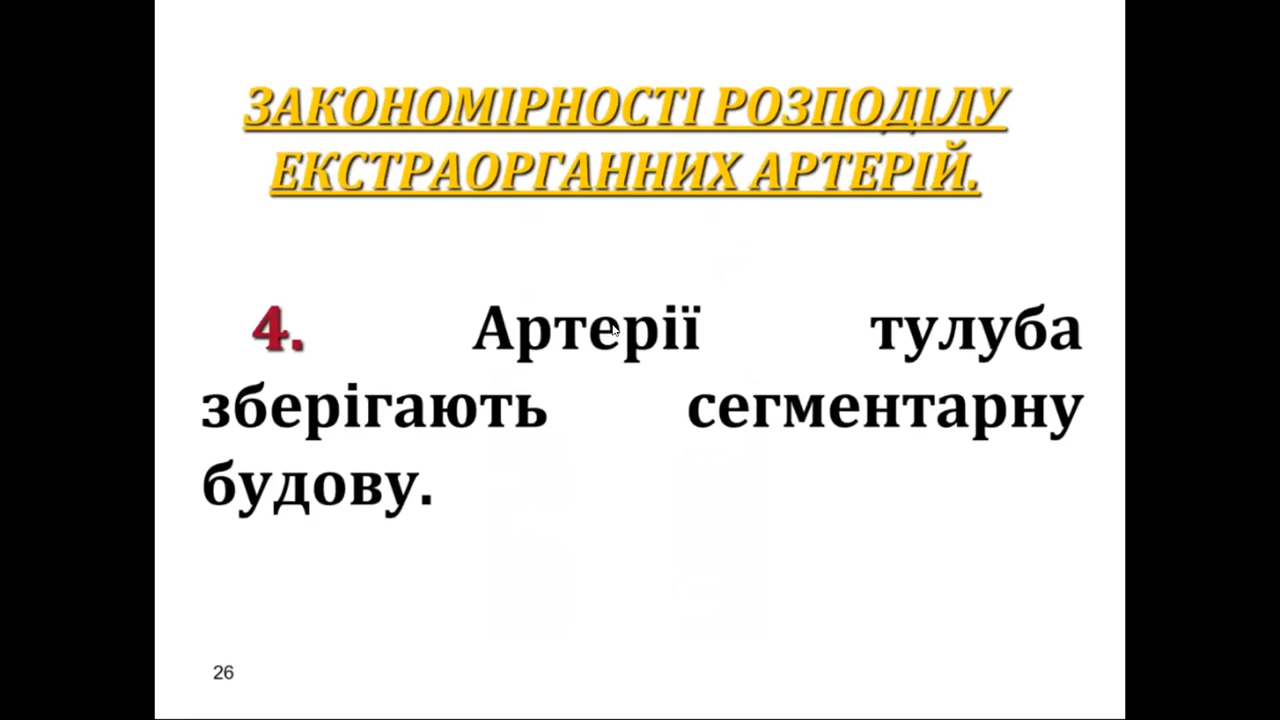 ЗАКОНОМІРНОСТІ РОЗПОДІЛУ
ЕКСТРАОРГАННИХ АРТЕРІЙ.
4. Артерії тулуба
зберігають сегментарну
будову.
26